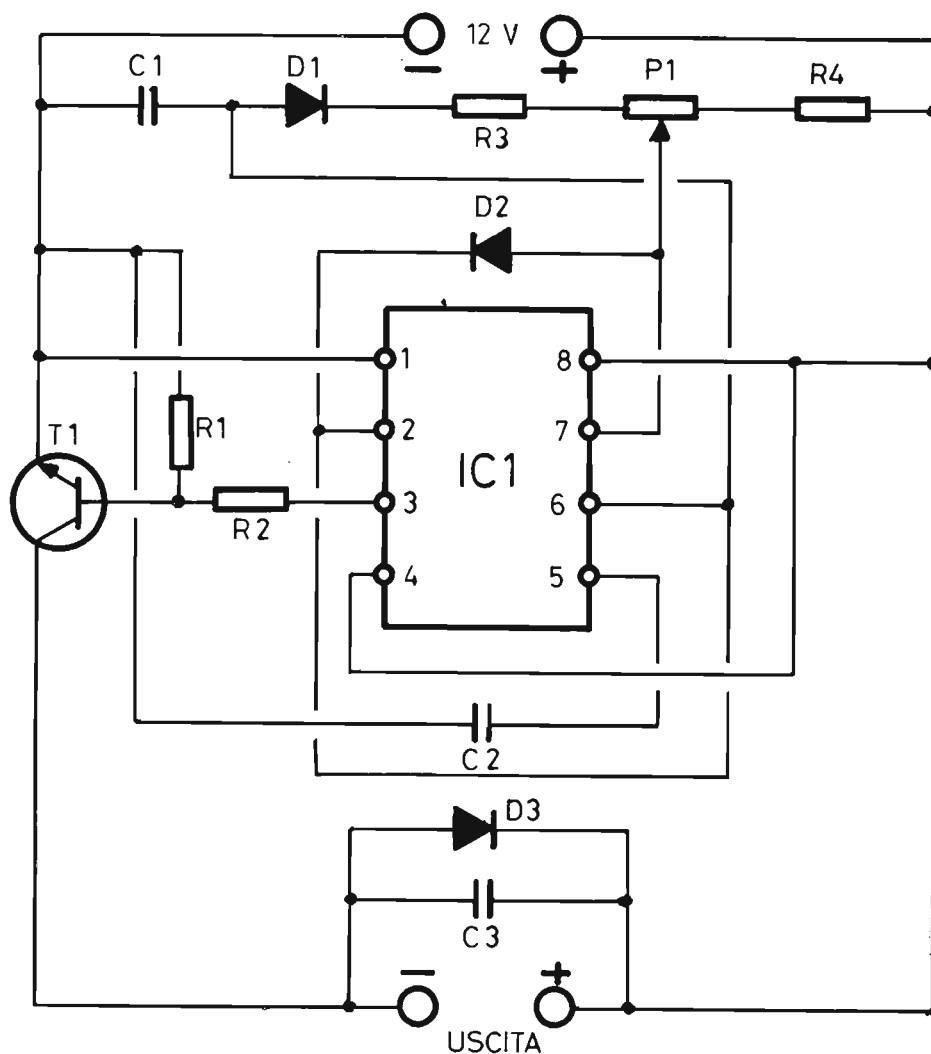 12 V
− +
C1 D1 P1 R4
R3
D2
1 8
T1 R1 2 7
IC1
R2 3 6
4 5
C2
D3
C3
− +
USCITA